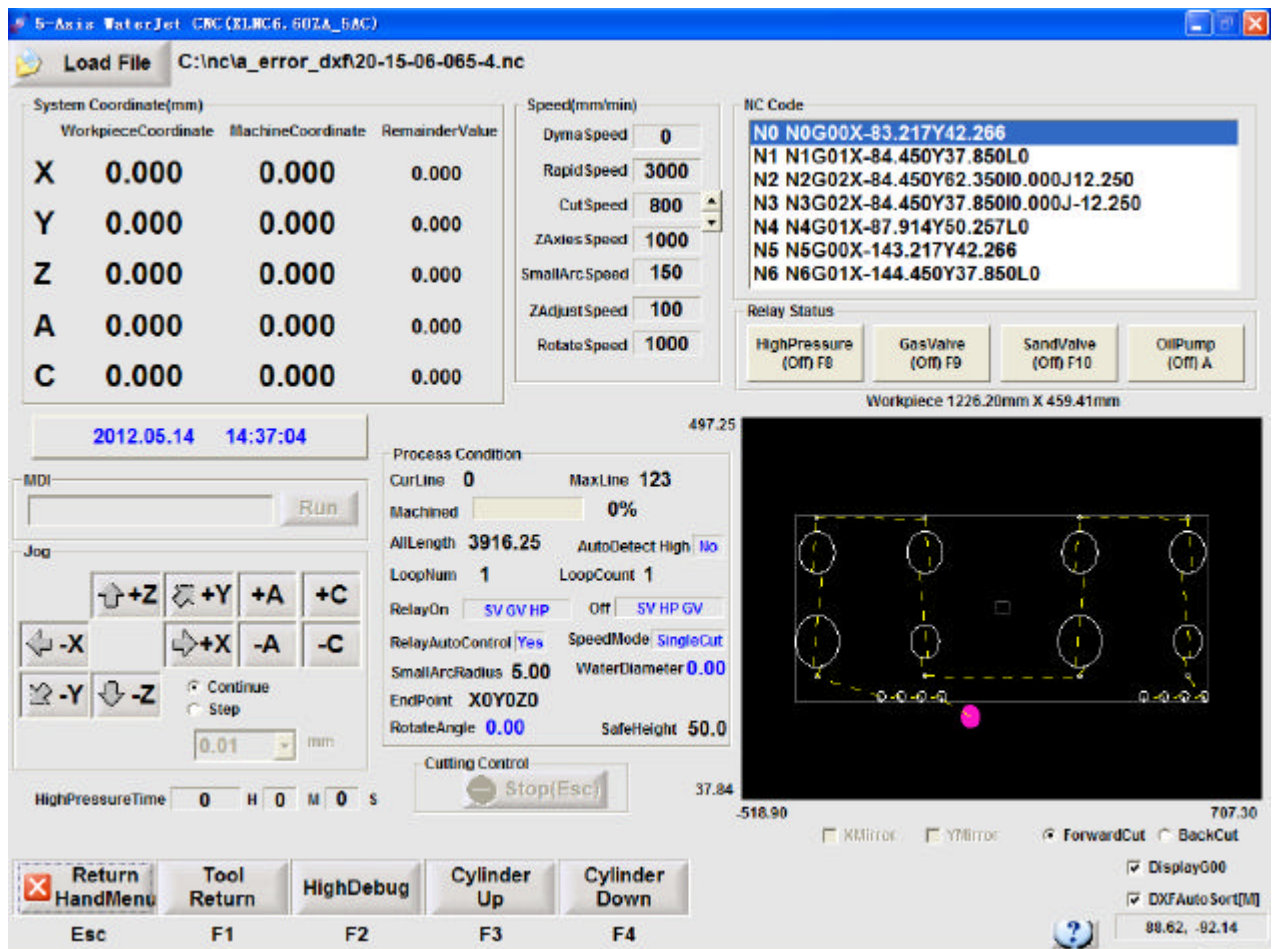 5-Axis WaterJet CNC(XLNC6.60ZA_5AC)
Load File C:\nc\a_error_dxf\20-15-06-065-4.nc
System Coordinate(mm)
WorkpieceCoordinate MachineCoordinate RemainderValue
X 0.000 0.000 0.000
Y 0.000 0.000 0.000
Z 0.000 0.000 0.000
A 0.000 0.000 0.000
C 0.000 0.000 0.000
Speed(mm/min)
DymaSpeed 0
RapidSpeed 3000
CutSpeed 800
ZAxiesSpeed 1000
SmallArcSpeed 150
ZAdjustSpeed 100
RotateSpeed 1000
NC Code
N0 N0G00X-83.217Y42.266
N1 N1G01X-84.450Y37.850L0
N2 N2G02X-84.450Y62.350I0.000J12.250
N3 N3G02X-84.450Y37.850I0.000J-12.250
N4 N4G01X-87.914Y50.257L0
N5 N5G00X-143.217Y42.266
N6 N6G01X-144.450Y37.850L0
Relay Status
HighPressure (Off) F8
GasValve (Off) F9
SandValve (Off) F10
OilPump (Off) A
2012.05.14 14:37:04
MDI
Run
Jog
+Z +Y +A +C
-X +X -A -C
-Y -Z
Continue
Step
0.01 mm
HighPressureTime 0 H 0 M 0 S
Process Condition
CurLine 0 MaxLine 123
Machined 0%
AllLength 3916.25 AutoDetect High No
LoopNum 1 LoopCount 1
RelayOn SV GV HP Off SV HP GV
RelayAutoControl Yes SpeedMode SingleCut
SmallArcRadius 5.00 WaterDiameter 0.00
EndPoint X0Y0Z0
RotateAngle 0.00 SafeHeight 50.0
Cutting Control
Stop(Esc)
Workpiece 1226.20mm X 459.41mm
497.25
37.84
-518.90 707.30
XMirror YMirror ForwardCut BackCut
DisplayG00
DXFAutoSort[M]
88.62, -92.14
Return HandMenu
Tool Return
HighDebug
Cylinder Up
Cylinder Down
Esc F1 F2 F3 F4